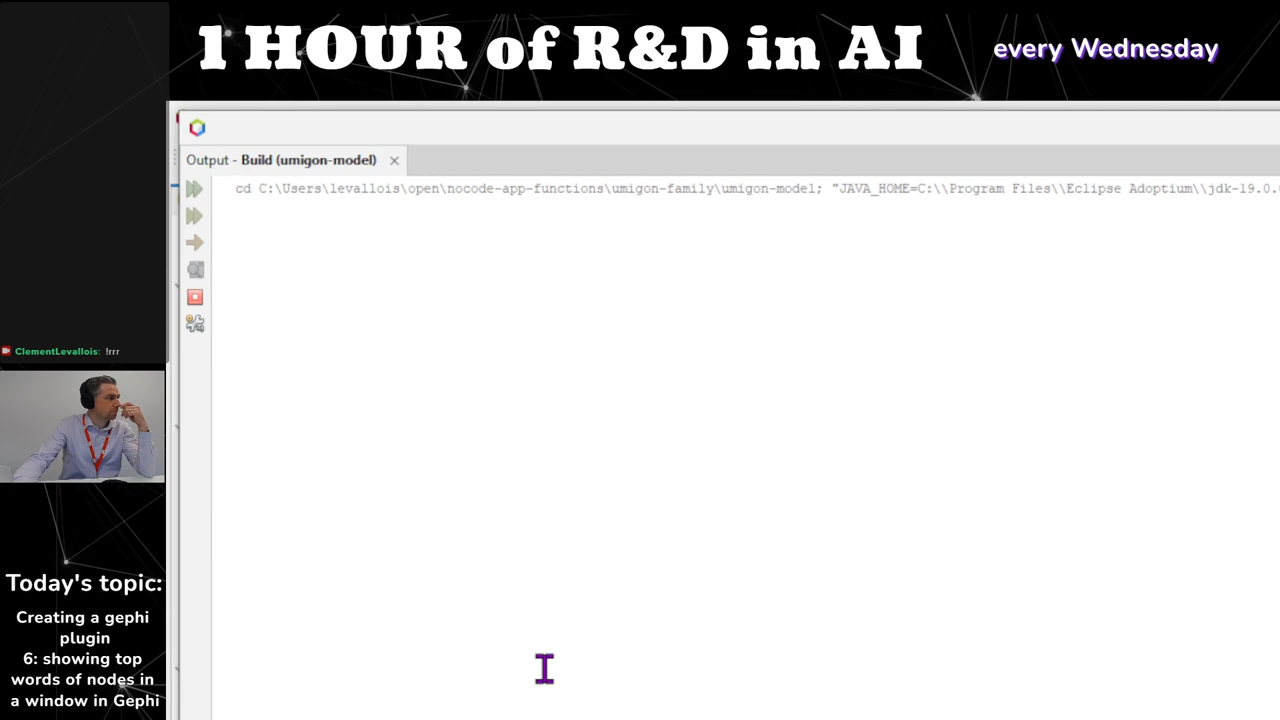 1 HOUR of R&D in AI
every Wednesday
Output - Build (umigon-model)
cd C:\Users\levallois\open\nocode-app-functions\umigon-family\umigon-model; "JAVA_HOME=C:\\Program Files\\Eclipse Adoptium\\jdk-19.0.
ClementLevallois: !rrr
Today's topic:
Creating a gephi
plugin
6: showing top
words of nodes in
a window in Gephi